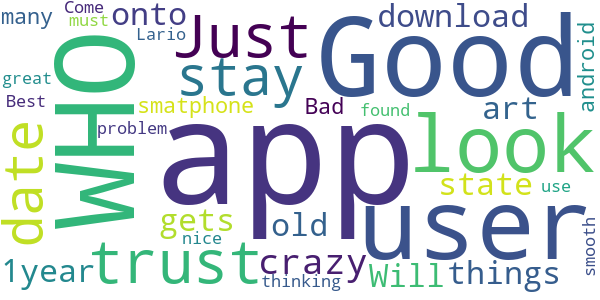 many
Come
must
onto
Lario
Just
Good
download
android
great
Best
WHO
stay
smatphone
Bad
found
art
problem
date
app
look
state
use
gets
nice
old
user
smooth
1year
trust
crazy
thinking
Will
things